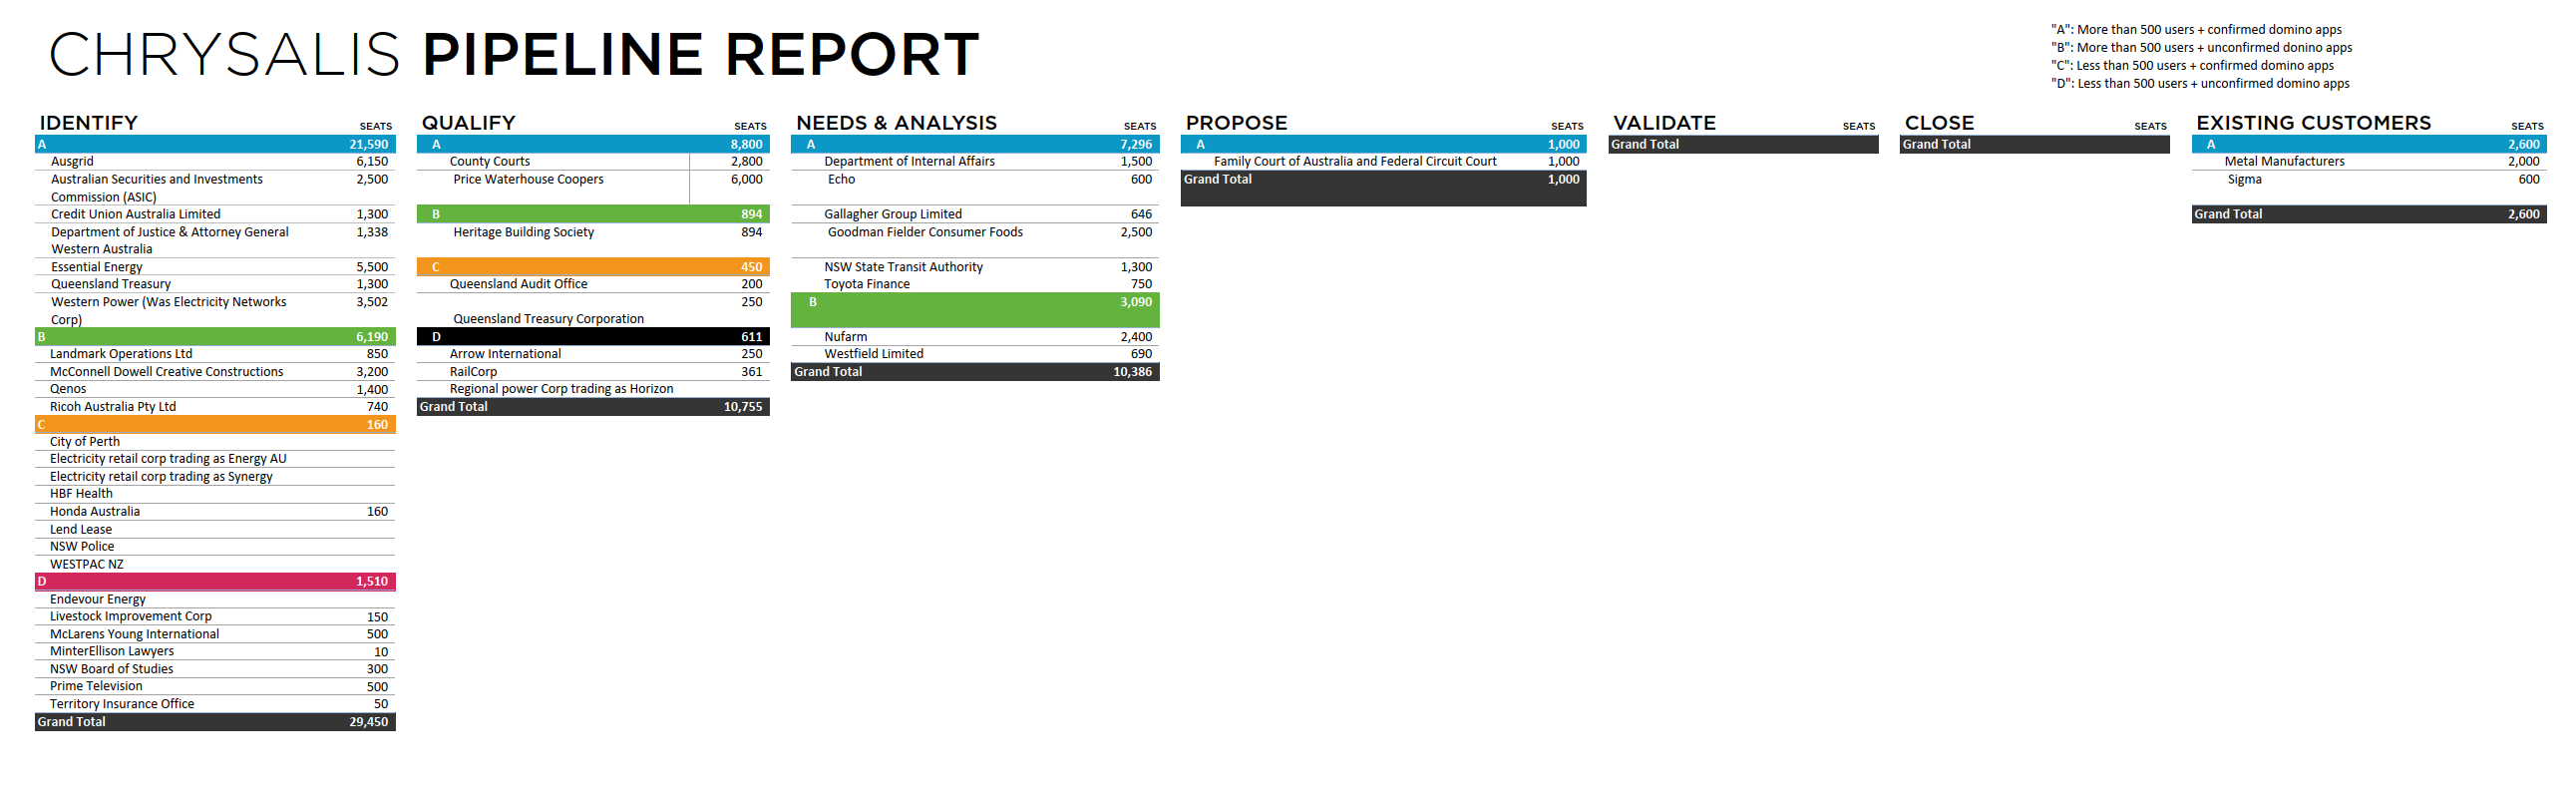 CHRYSALIS PIPELINE REPORT
"A": More than 500 users + confirmed domino apps
"B": More than 500 users + unconfirmed donino apps
"C": Less than 500 users + confirmed domino apps
"D": Less than 500 users + unconfirmed domino apps
IDENTIFY SEATS
A 21,590
Ausgrid 6,150
Australian Securities and Investments 2,500
Commission (ASIC)
Credit Union Australia Limited 1,300
Department of Justice & Attorney General 1,338
Western Australia
Essential Energy 5,500
Queensland Treasury 1,300
Western Power (Was Electricity Networks 3,502
Corp)
B 6,190
Landmark Operations Ltd 850
McConnell Dowell Creative Constructions 3,200
Qenos 1,400
Ricoh Australia Pty Ltd 740
C 160
City of Perth
Electricity retail corp trading as Energy AU
Electricity retail corp trading as Synergy
HBF Health
Honda Australia 160
Lend Lease
NSW Police
WESTPAC NZ
D 1,510
Endevour Energy
Livestock Improvement Corp 150
McLarens Young International 500
MinterEllison Lawyers 10
NSW Board of Studies 300
Prime Television 500
Territory Insurance Office 50
Grand Total 29,450
QUALIFY SEATS
A 8,800
County Courts 2,800
Price Waterhouse Coopers 6,000
B 894
Heritage Building Society 894
C 450
Queensland Audit Office 200
250
Queensland Treasury Corporation
D 611
Arrow International 250
RailCorp 361
Regional power Corp trading as Horizon
Grand Total 10,755
NEEDS & ANALYSIS SEATS
A 7,296
Department of Internal Affairs 1,500
Echo 600
Gallagher Group Limited 646
Goodman Fielder Consumer Foods 2,500
NSW State Transit Authority 1,300
Toyota Finance 750
B 3,090
Nufarm 2,400
Westfield Limited 690
Grand Total 10,386
PROPOSE SEATS
A 1,000
Family Court of Australia and Federal Circuit Court 1,000
Grand Total 1,000
VALIDATE SEATS
Grand Total
CLOSE SEATS
Grand Total
EXISTING CUSTOMERS SEATS
A 2,600
Metal Manufacturers 2,000
Sigma 600
Grand Total 2,600